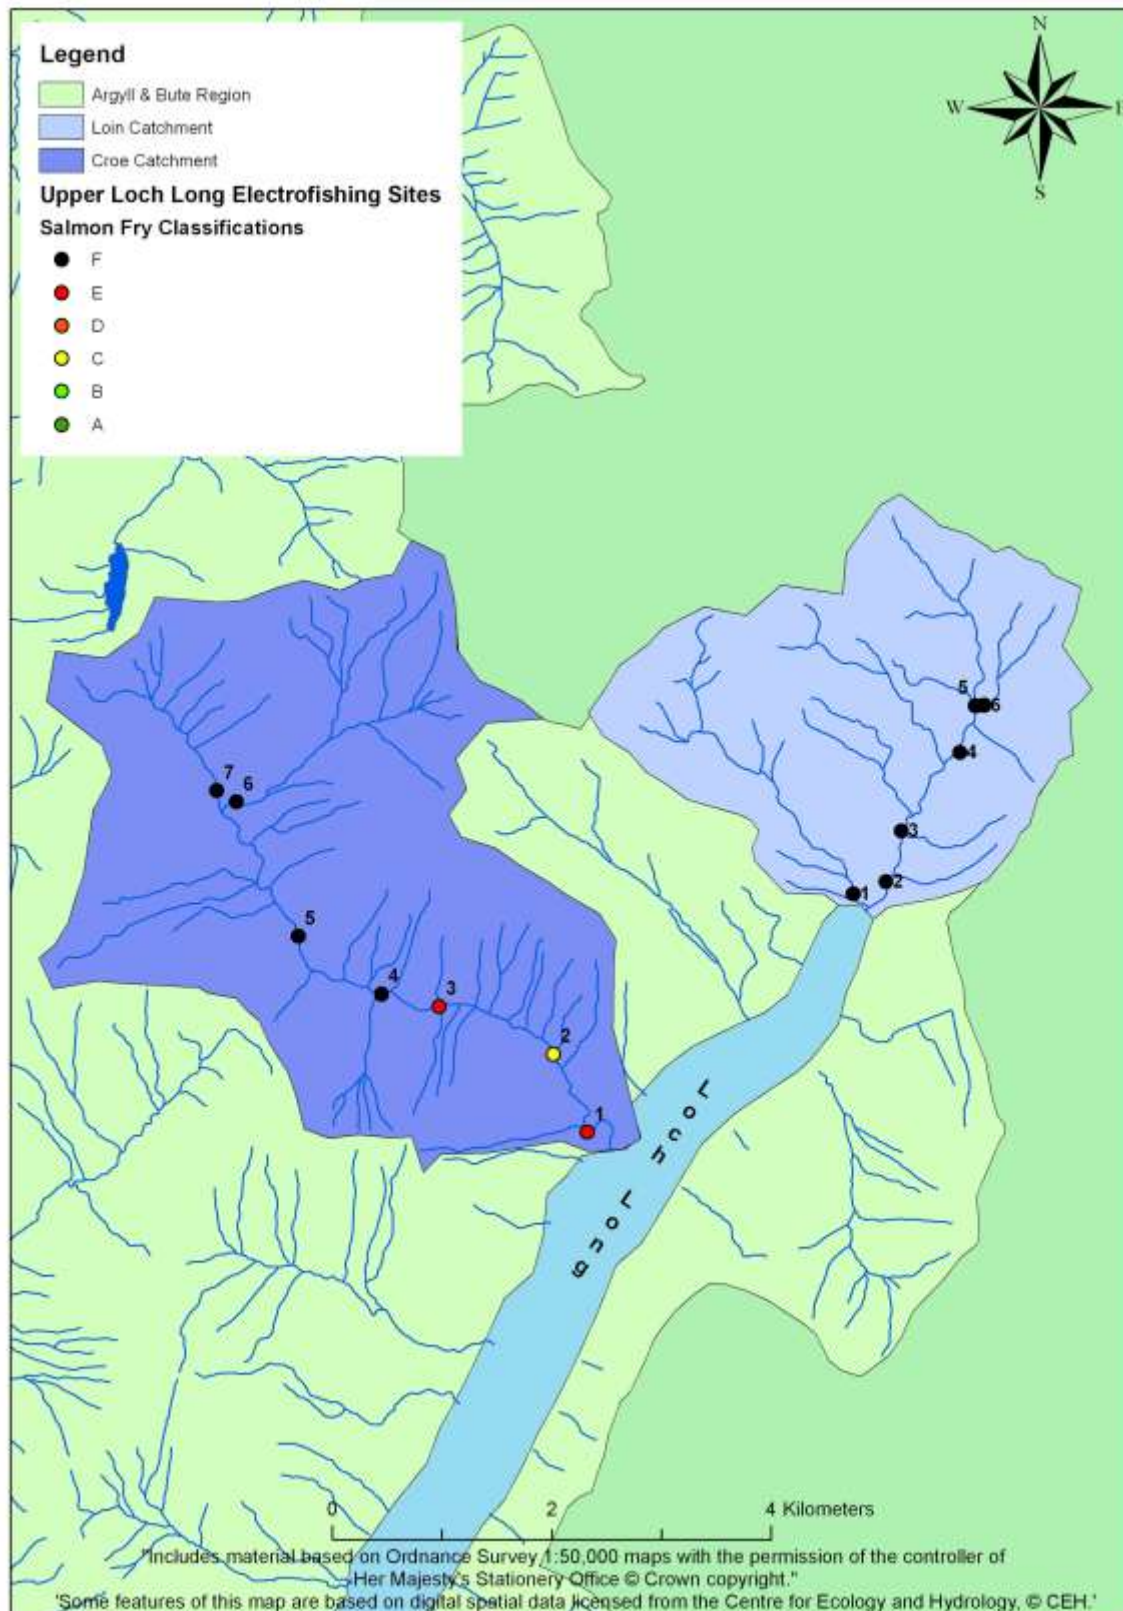 N
W
E
S
Legend
Argyll & Bute Region
Loin Catchment
Croe Catchment
Upper Loch Long Electrofishing Sites
Salmon Fry Classifications
F
E
D
C
B
A
5
6
4
3
2
1
7
6
5
4
3
2
1
Loch Long
0 2 4 Kilometers
"Includes material based on Ordnance Survey 1:50,000 maps with the permission of the controller of
Her Majesty's Stationery Office © Crown copyright."
'Some features of this map are based on digital spatial data licensed from the Centre for Ecology and Hydrology, © CEH.'